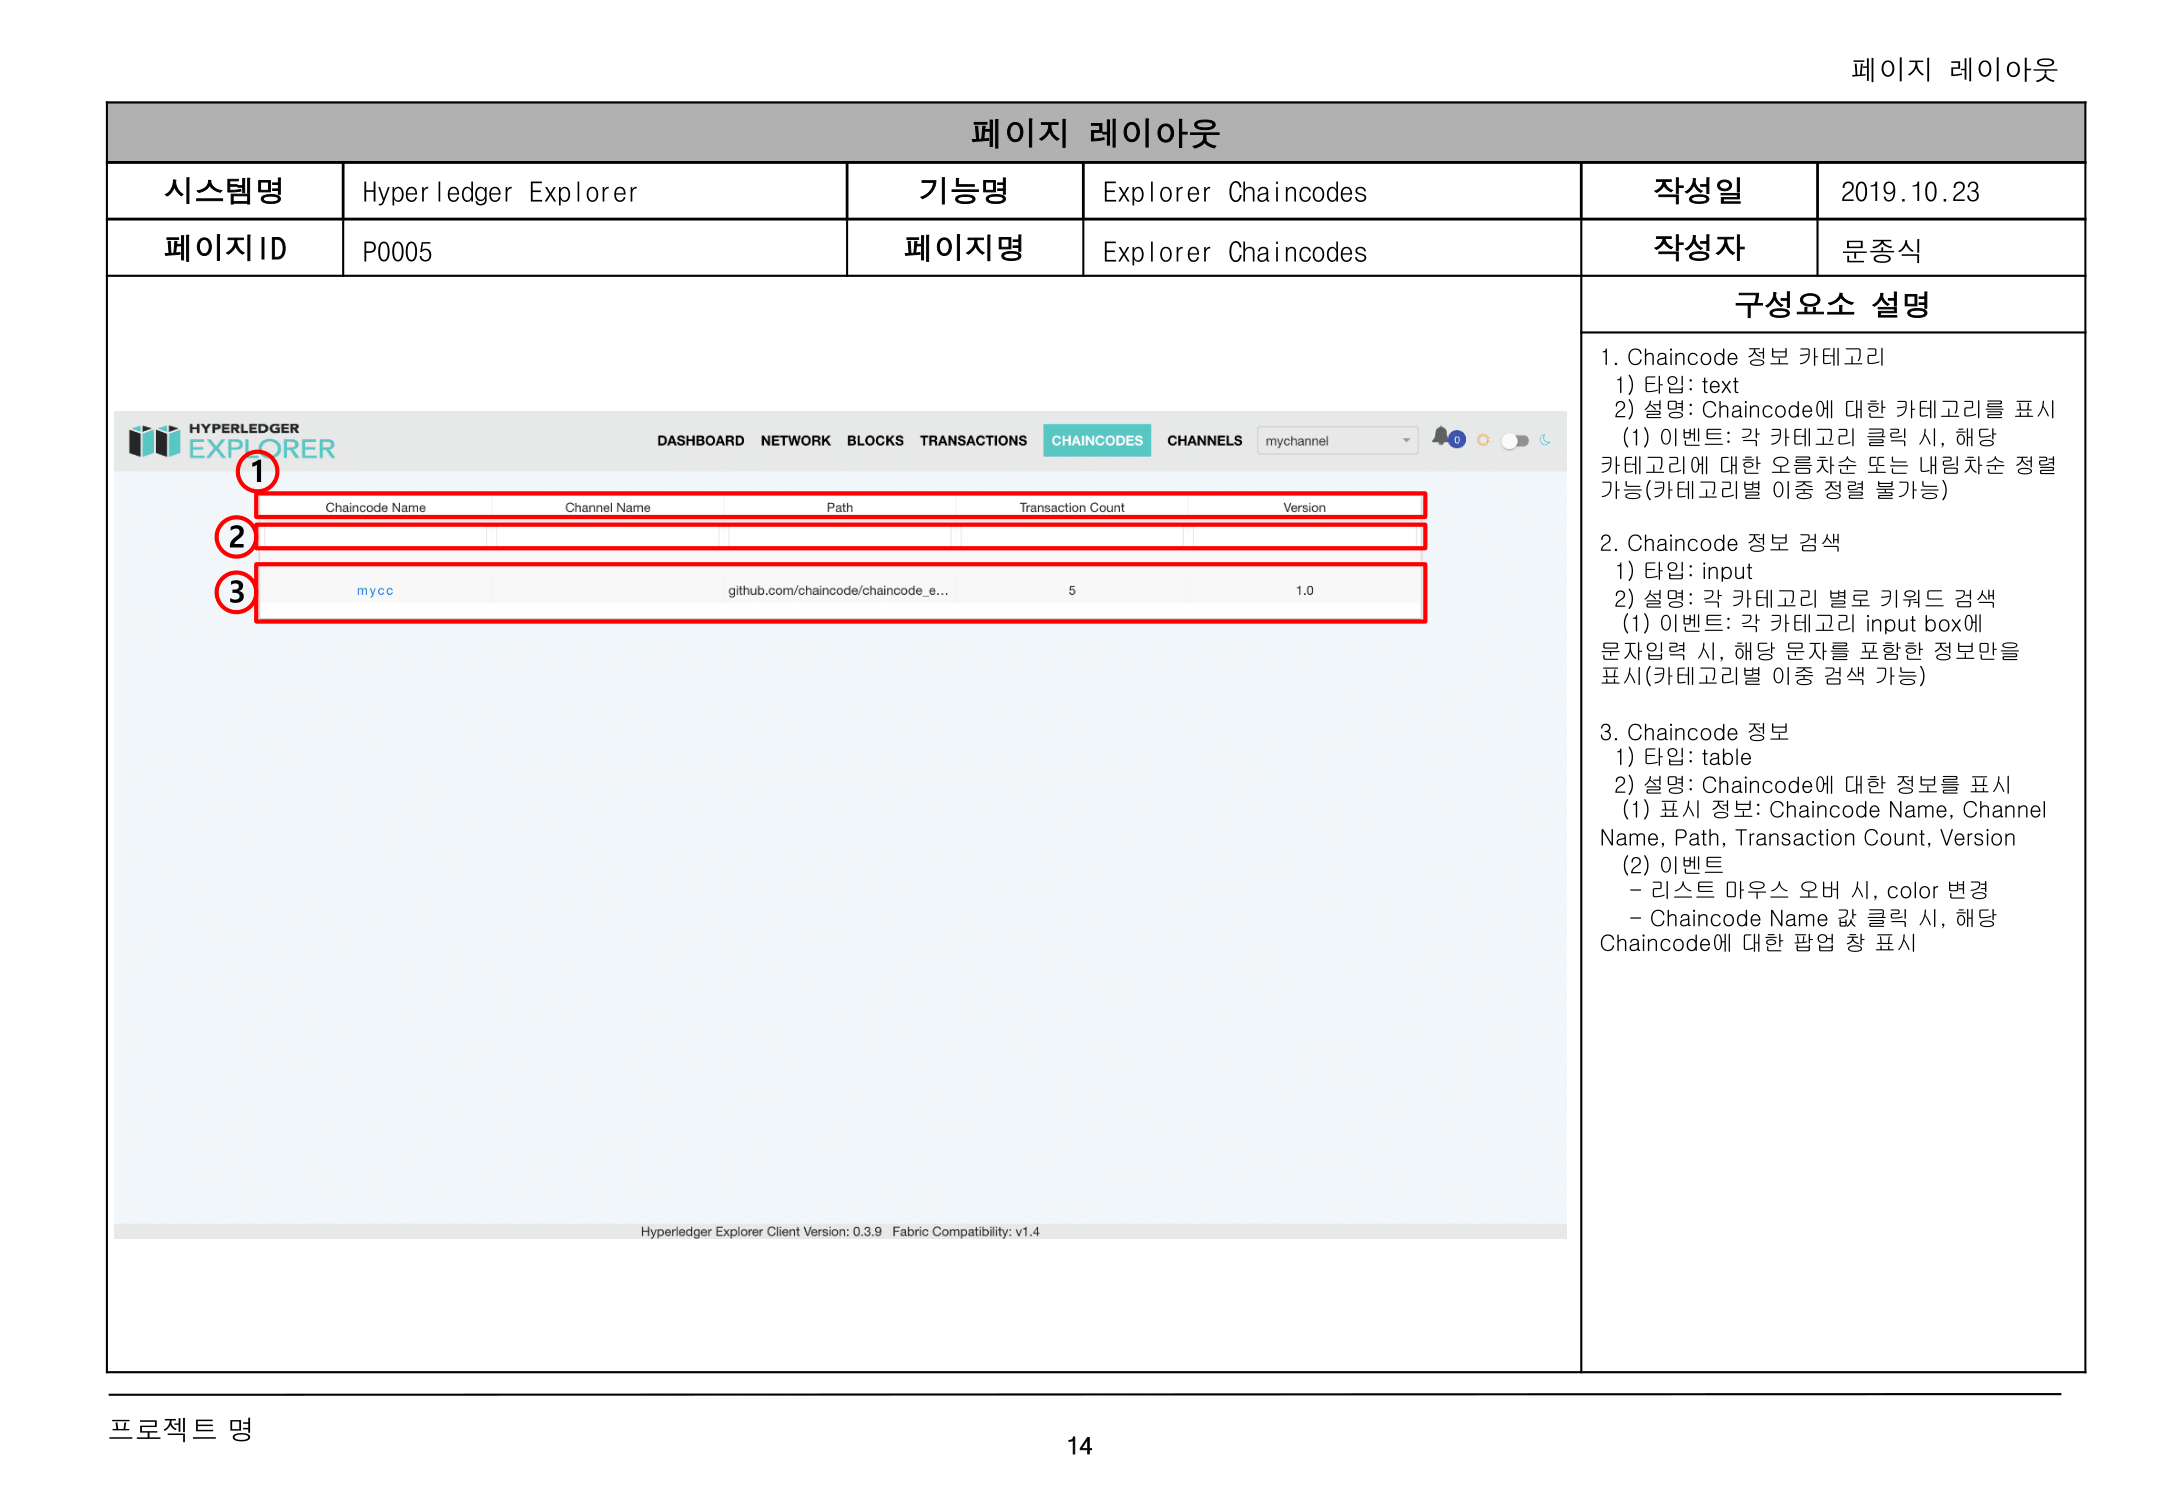 페이지 레이아웃
페이지 레이아웃
시스템명 Hyperledger Explorer 기능명 Explorer Chaincodes 작성일 2019.10.23
페이지ID P0005 페이지명 Explorer Chaincodes 작성자 문종식
구성요소 설명
HYPERLEDGER
EXPLORER
DASHBOARD NETWORK BLOCKS TRANSACTIONS CHAINCODES CHANNELS mychannel 0
1
Chaincode Name Channel Name Path Transaction Count Version
2
3
mycc github.com/chaincode/chaincode_e... 5 1.0
Hyperledger Explorer Client Version: 0.3.9 Fabric Compatibility: v1.4
1. Chaincode 정보 카테고리
1) 타입: text
2) 설명: Chaincode에 대한 카테고리를 표시
(1) 이벤트: 각 카테고리 클릭 시, 해당
카테고리에 대한 오름차순 또는 내림차순 정렬
가능(카테고리별 이중 정렬 불가능)
2. Chaincode 정보 검색
1) 타입: input
2) 설명: 각 카테고리 별로 키워드 검색
(1) 이벤트: 각 카테고리 input box에
문자입력 시, 해당 문자를 포함한 정보만을
표시(카테고리별 이중 검색 가능)
3. Chaincode 정보
1) 타입: table
2) 설명: Chaincode에 대한 정보를 표시
(1) 표시 정보: Chaincode Name, Channel
Name, Path, Transaction Count, Version
(2) 이벤트
- 리스트 마우스 오버 시, color 변경
- Chaincode Name 값 클릭 시, 해당
Chaincode에 대한 팝업 창 표시
프로젝트 명
14